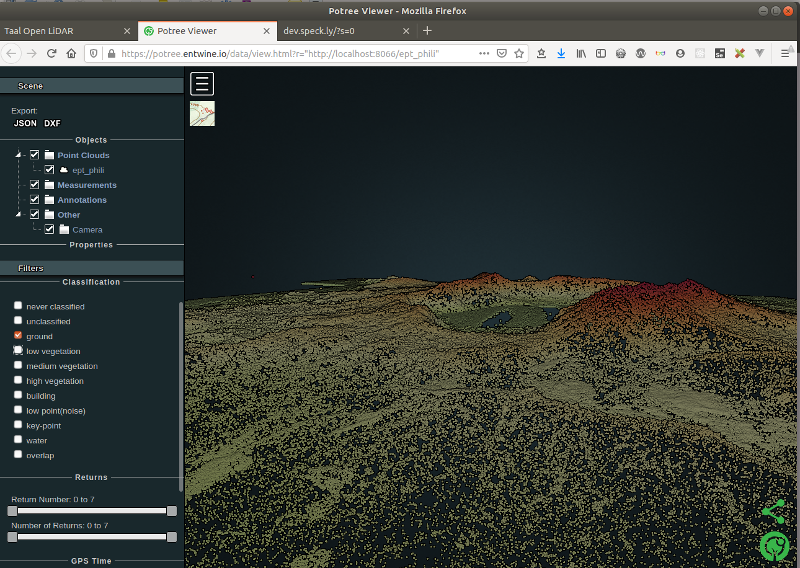 Potree Viewer - Mozilla Firefox
Taal Open LiDAR
Potree Viewer
dev.speck.ly/?s=0
https://potree.entwine.io/data/view.html?r="http://localhost:8066/ept_phili"
Scene
Export:
JSON DXF
Objects
Point Clouds
ept_phili
Measurements
Annotations
Other
Camera
Properties
Filters
Classification
never classified
unclassified
ground
low vegetation
medium vegetation
high vegetation
building
low point(noise)
key-point
water
overlap
Returns
Return Number: 0 to 7
Number of Returns: 0 to 7
GPS Time